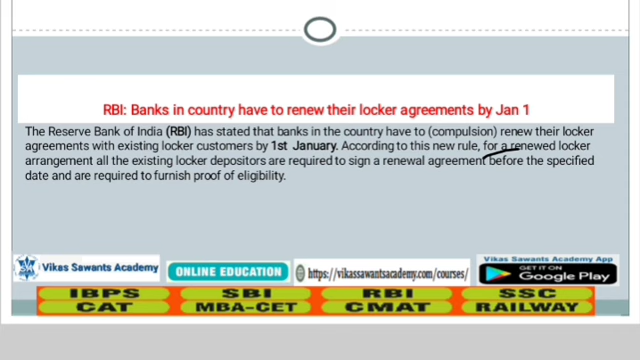 RBI: Banks in country have to renew their locker agreements by Jan 1
The Reserve Bank of India (RBI) has stated that banks in the country have to (compulsion) renew their locker
agreements with existing locker customers by 1st January. According to this new rule, for a renewed locker
arrangement all the existing locker depositors are required to sign a renewal agreement before the specified
date and are required to furnish proof of eligibility.
Vikas Sawants Academy
ONLINE EDUCATION
https://vikassawantsacademy.com/courses/
Vikas Sawants Academy App
GET IT ON
Google Play
IBPS SBI RBI SSC
CAT MBA-CET CMAT RAILWAY